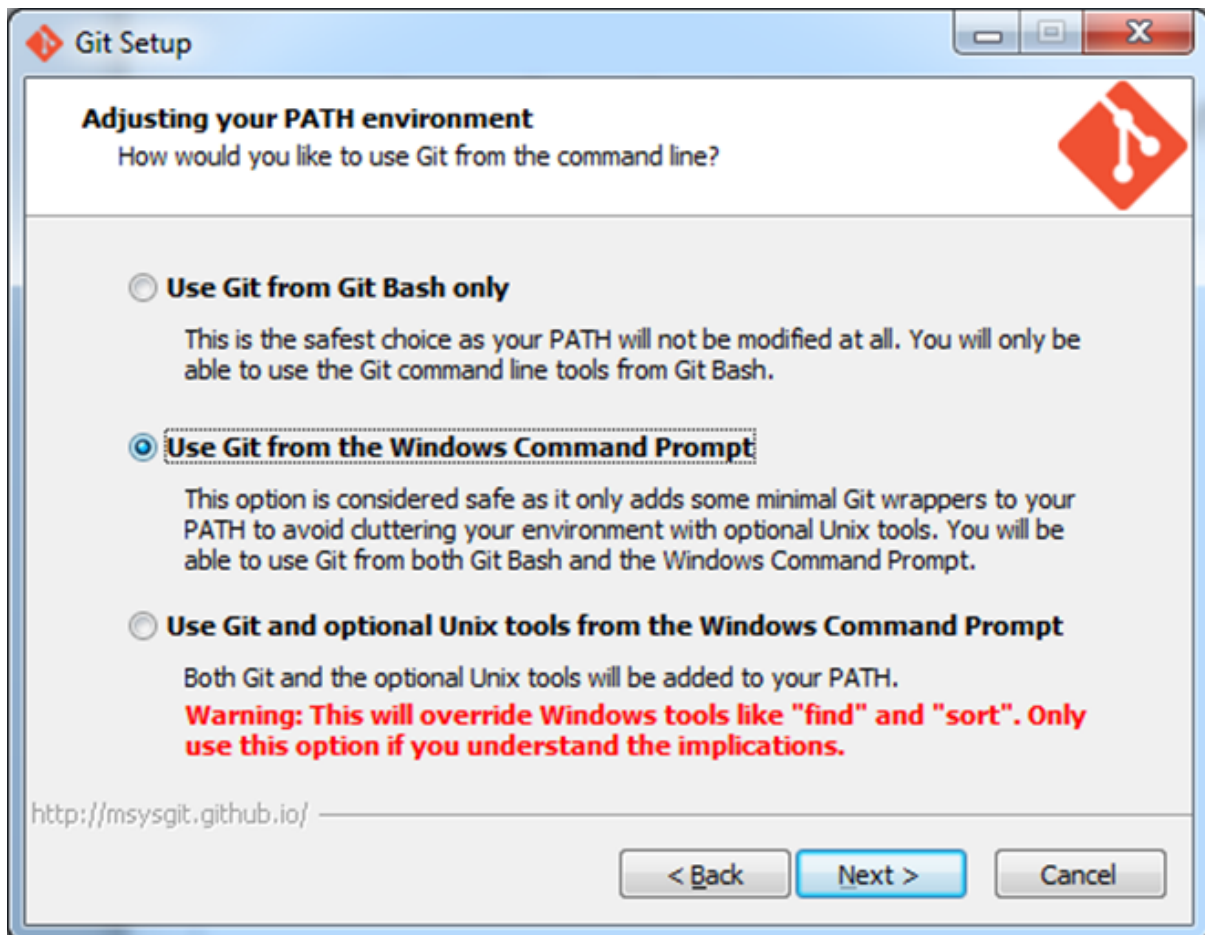 Git Setup
Adjusting your PATH environment
How would you like to use Git from the command line?
Use Git from Git Bash only
This is the safest choice as your PATH will not be modified at all. You will only be
able to use the Git command line tools from Git Bash.
Use Git from the Windows Command Prompt
This option is considered safe as it only adds some minimal Git wrappers to your
PATH to avoid cluttering your environment with optional Unix tools. You will be
able to use Git from both Git Bash and the Windows Command Prompt.
Use Git and optional Unix tools from the Windows Command Prompt
Both Git and the optional Unix tools will be added to your PATH.
Warning: This will override Windows tools like "find" and "sort". Only
use this option if you understand the implications.
http://msysgit.github.io/
< Back Next > Cancel